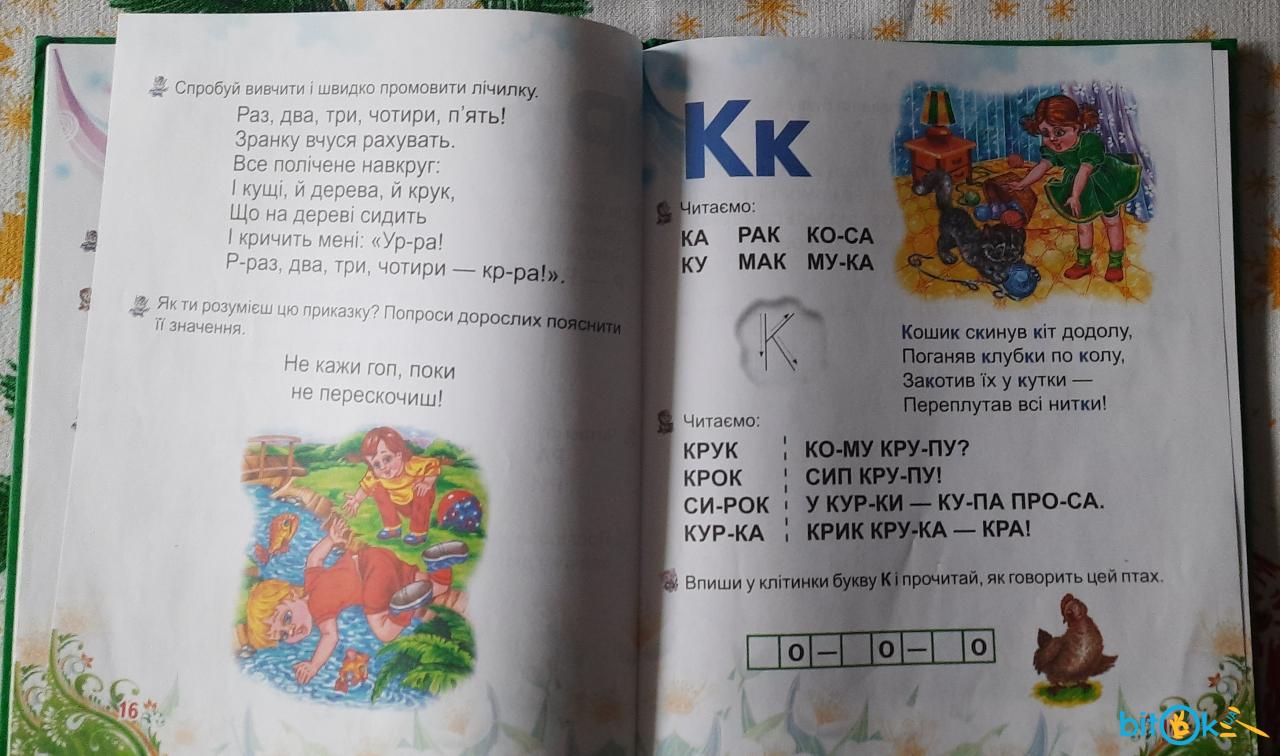 Спробуй вивчити і швидко промовити лічилку.
Раз, два, три, чотири, п'ять!
Зранку вчуся рахувать.
Все полічене навкруг:
І кущі, й дерева, й крук,
Що на дереві сидить
І кричить мені: «Ур-ра!
Р-раз, два, три, чотири — кр-ра!».
Як ти розумієш цю приказку? Попроси дорослих пояснити
її значення.
Не кажи гоп, поки
не перескочиш!
16
Кк
Читаємо:
КА РАК КО-СА
КУ МАК МУ-КА
К
Кошик скинув кіт додолу,
Поганяв клубки по колу,
Закотив їх у кутки —
Переплутав всі нитки!
Читаємо:
КРУК КО-МУ КРУ-ПУ?
КРОК СИП КРУ-ПУ!
СИ-РОК У КУР-КИ — КУ-ПА ПРО-СА.
КУР-КА КРИК КРУ-КА — КРА!
Впиши у клітинки букву К і прочитай, як говорить цей птах.
О — О — О
bitOk